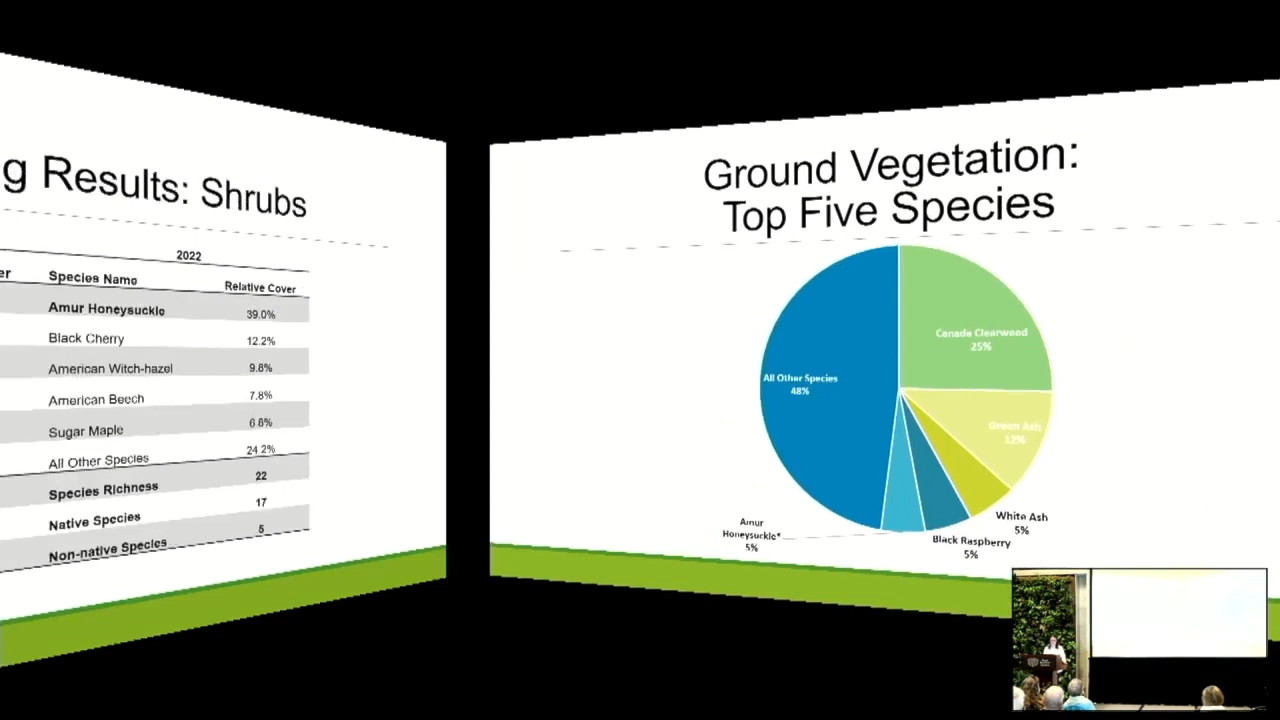 g Results: Shrubs
2022
er Species Name Relative Cover
Amur Honeysuckle 39.0%
Black Cherry 12.2%
American Witch-hazel 9.8%
American Beech 7.8%
Sugar Maple 6.8%
All Other Species 24.2%
Species Richness 22
Native Species 17
Non-native Species 5
Ground Vegetation:
Top Five Species
Canada Clearwood
25%
Green Ash
12%
White Ash
5%
Black Raspberry
5%
Amur
Honeysuckle*
5%
All Other Species
48%